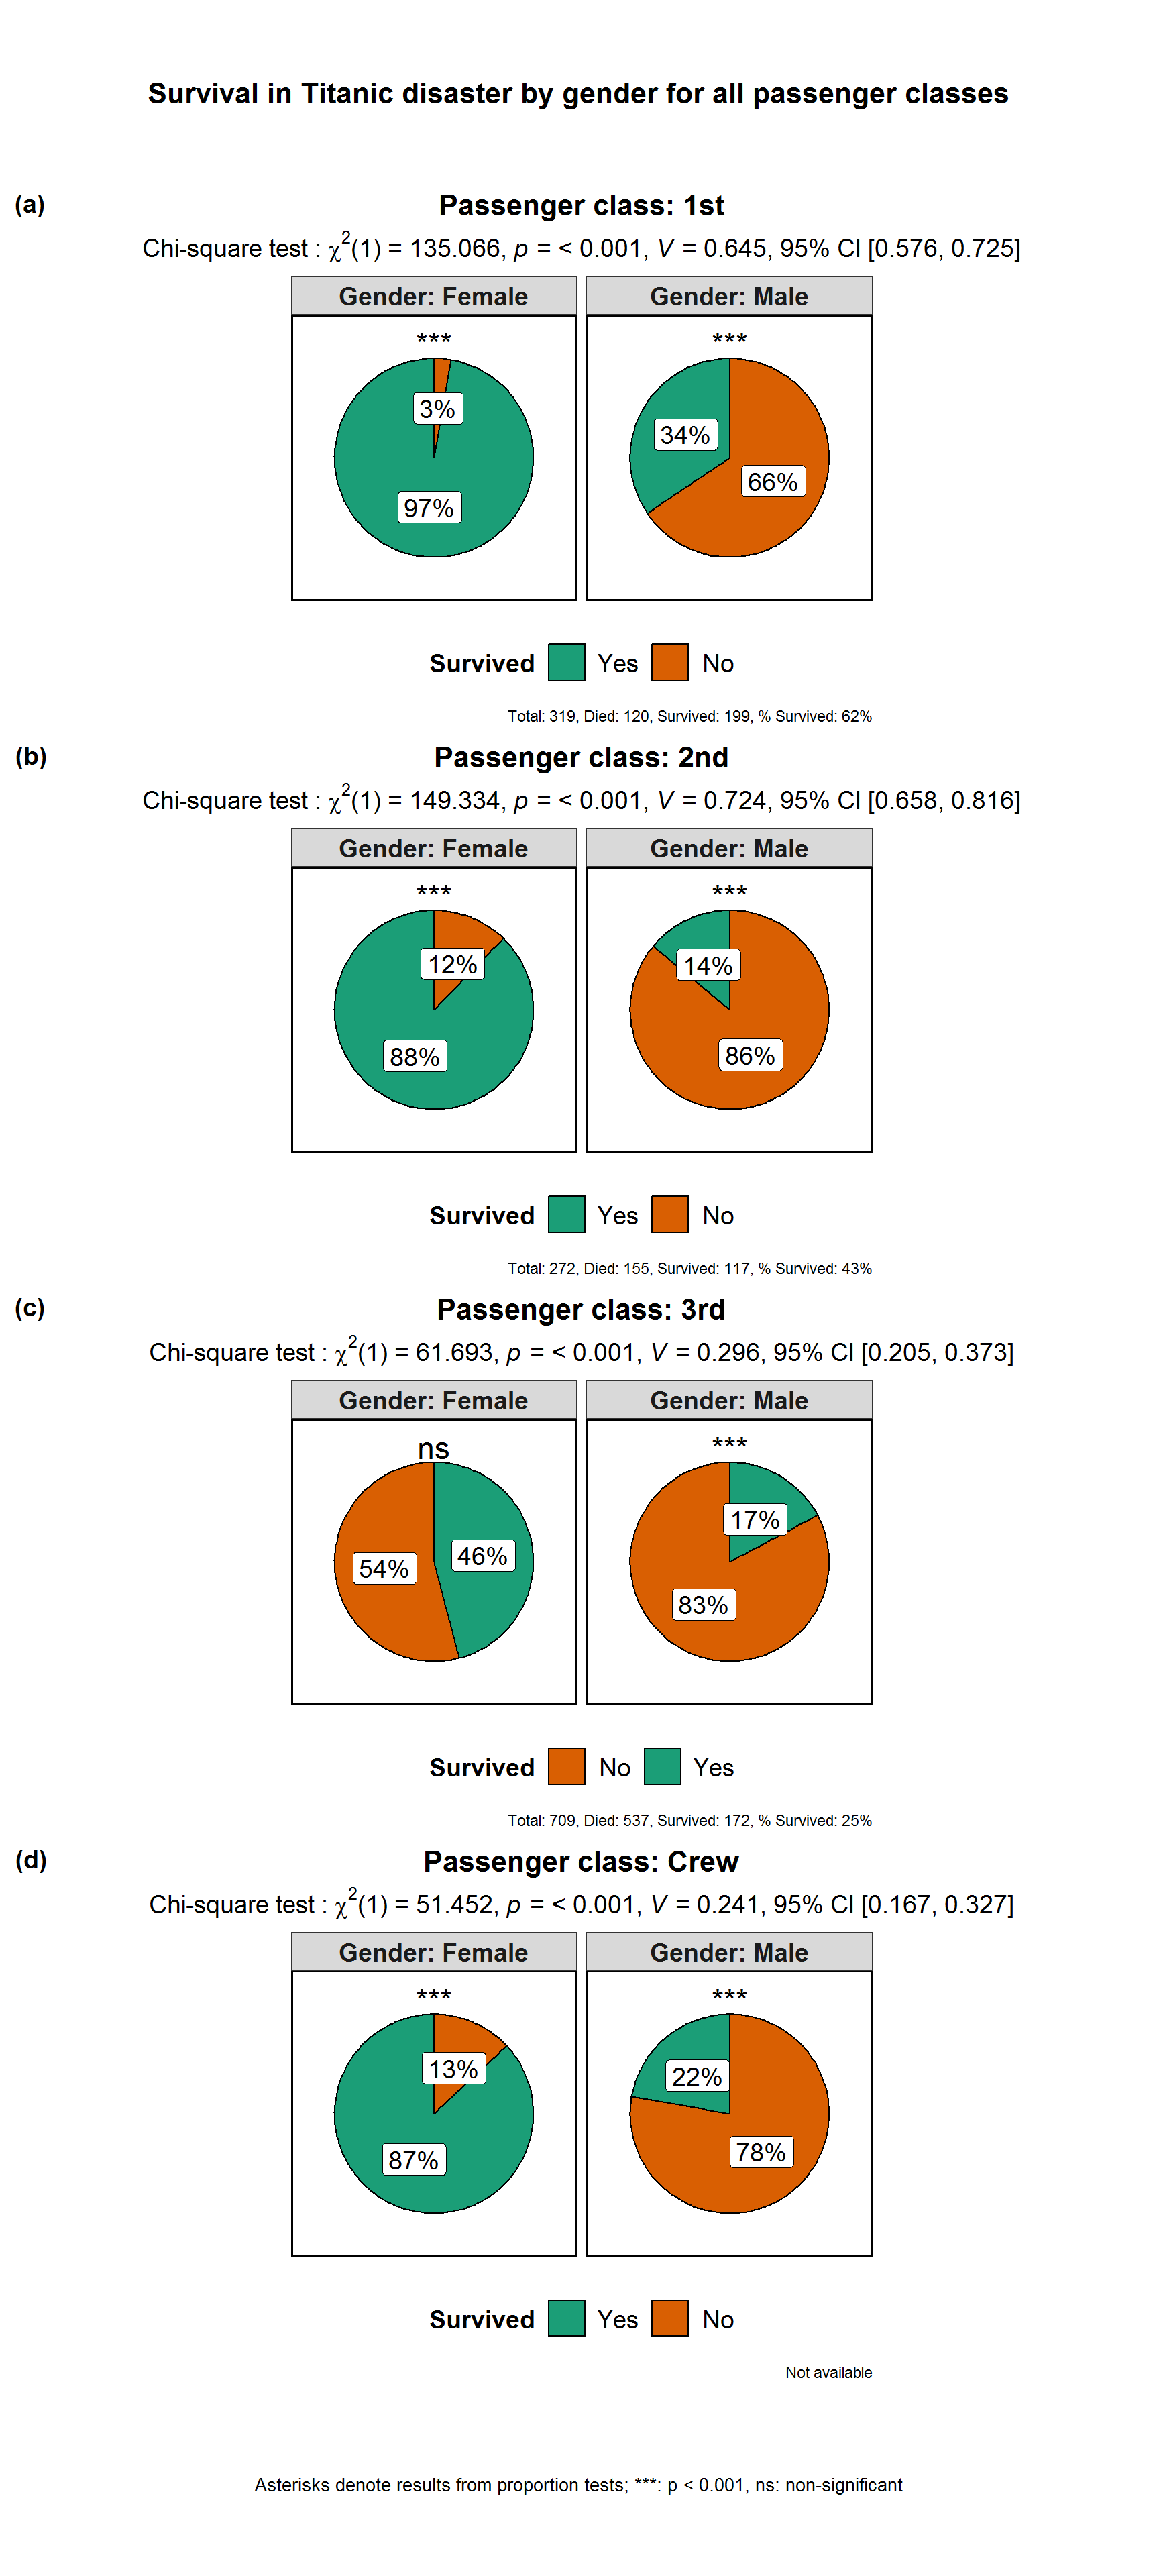 Survival in Titanic disaster by gender for all passenger classes
(a)
Passenger class: 1st
Chi-square test : χ²(1) = 135.066, p = < 0.001, V = 0.645, 95% CI [0.576, 0.725]
Gender: Female Gender: Male
*** ***
3%
34%
66%
97%
Survived Yes No
Total: 319, Died: 120, Survived: 199, % Survived: 62%
(b)
Passenger class: 2nd
Chi-square test : χ²(1) = 149.334, p = < 0.001, V = 0.724, 95% CI [0.658, 0.816]
Gender: Female Gender: Male
*** ***
12% 14%
88% 86%
Survived Yes No
Total: 272, Died: 155, Survived: 117, % Survived: 43%
(c)
Passenger class: 3rd
Chi-square test : χ²(1) = 61.693, p = < 0.001, V = 0.296, 95% CI [0.205, 0.373]
Gender: Female Gender: Male
ns ***
17%
54% 46%
83%
Survived No Yes
Total: 709, Died: 537, Survived: 172, % Survived: 25%
(d)
Passenger class: Crew
Chi-square test : χ²(1) = 51.452, p = < 0.001, V = 0.241, 95% CI [0.167, 0.327]
Gender: Female Gender: Male
*** ***
13% 22%
87% 78%
Survived Yes No
Not available
Asterisks denote results from proportion tests; ***: p < 0.001, ns: non-significant